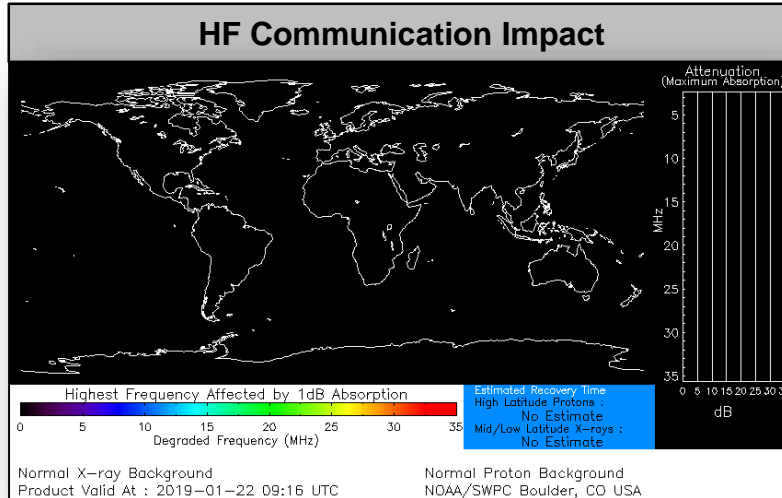 HF Communication Impact
Attenuation
(Maximum Absorption)
5
10
15
20
25
30
35
MHz
0 5 10 15 20 25 30 3
dB
Highest Frequency Affected by 1dB Absorption
0 5 10 15 20 25 30 35
Degraded Frequency (MHz)
Estimated Recovery Time
High Latitude Protons :
No Estimate
Mid/Low Latitude X-rays :
No Estimate
Normal X-ray Background
Product Valid At : 2019-01-22 09:16 UTC
Normal Proton Background
NOAA/SWPC Boulder, CO USA